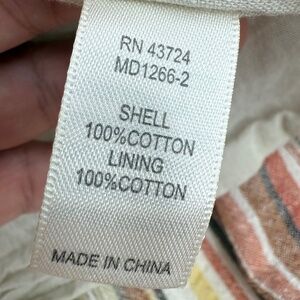 RN 43724
MD1266-2
SHELL
100%COTTON
LINING
100%COTTON
MADE IN CHINA